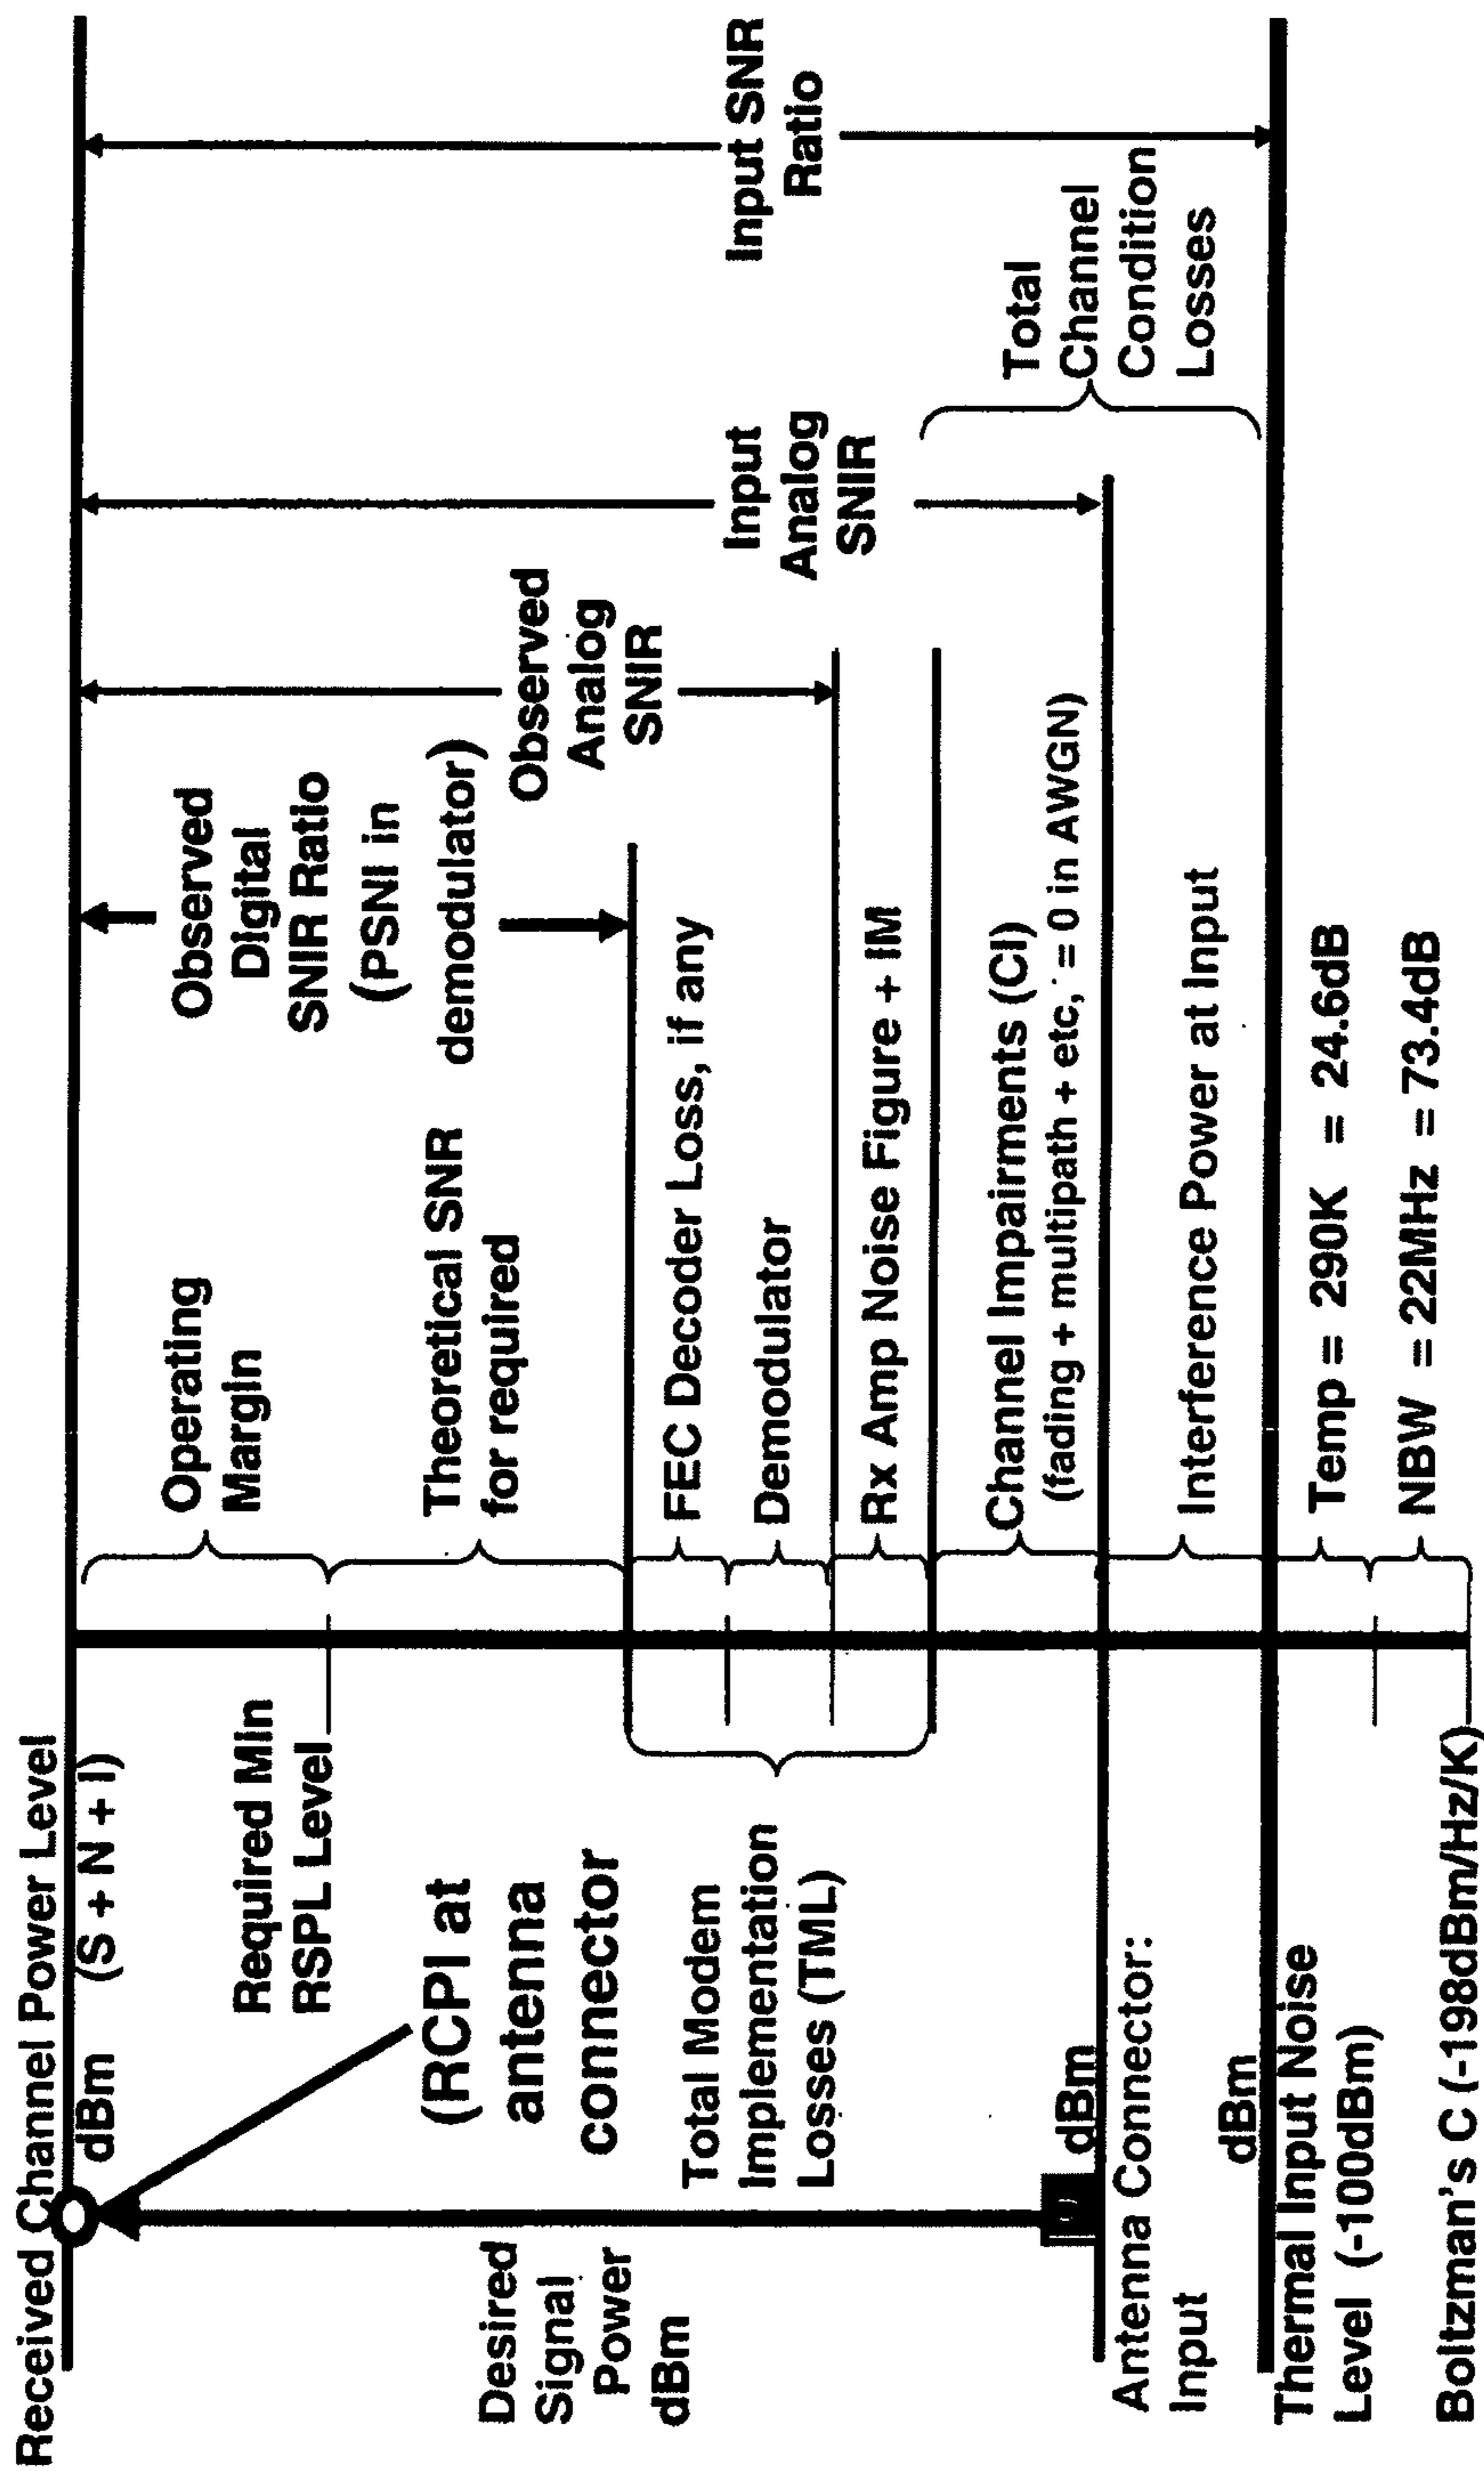 Received Channel Power Level
dBm (S + N + I)
Required Min
RSPL Level
(RCPI at
antenna
connector
Desired
Signal
Power
dBm
Total Modem
Implementation
Losses (TML)
dBm
Antenna Connector:
Input
dBm
Thermal Input Noise
Level (-100dBm)
Boltzman's C (-198dBm/Hz/K)
Operating
Margin
Theoretical SNR
for required
FEC Decoder Loss, if any
Demodulator
Rx Amp Noise Figure + IM
Channel Impairments (CI)
(fading + multipath + etc, = 0 in AWGN)
Interference Power at Input
Temp = 290K = 24.6dB
NBW = 22MHz = 73.4dB
Observed
Digital
SNIR Ratio
(PSNI in
demodulator)
Observed
Analog
SNIR
Input
Analog
SNIR
Total
Channel
Condition
Losses
Input SNR
Ratio